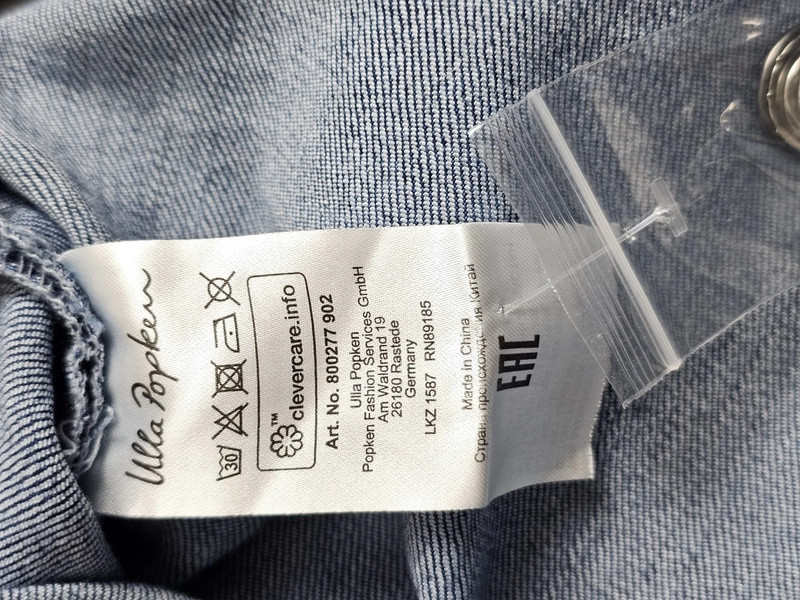 Ulla Popken
30
™
clevercare.info
Art. No. 800277 902
Ulla Popken
Popken Fashion Services GmbH
Am Waldrand 19
26180 Rastede
Germany
LKZ 1587 RN89185
Made in China
Страна происхождения Китай
EAC